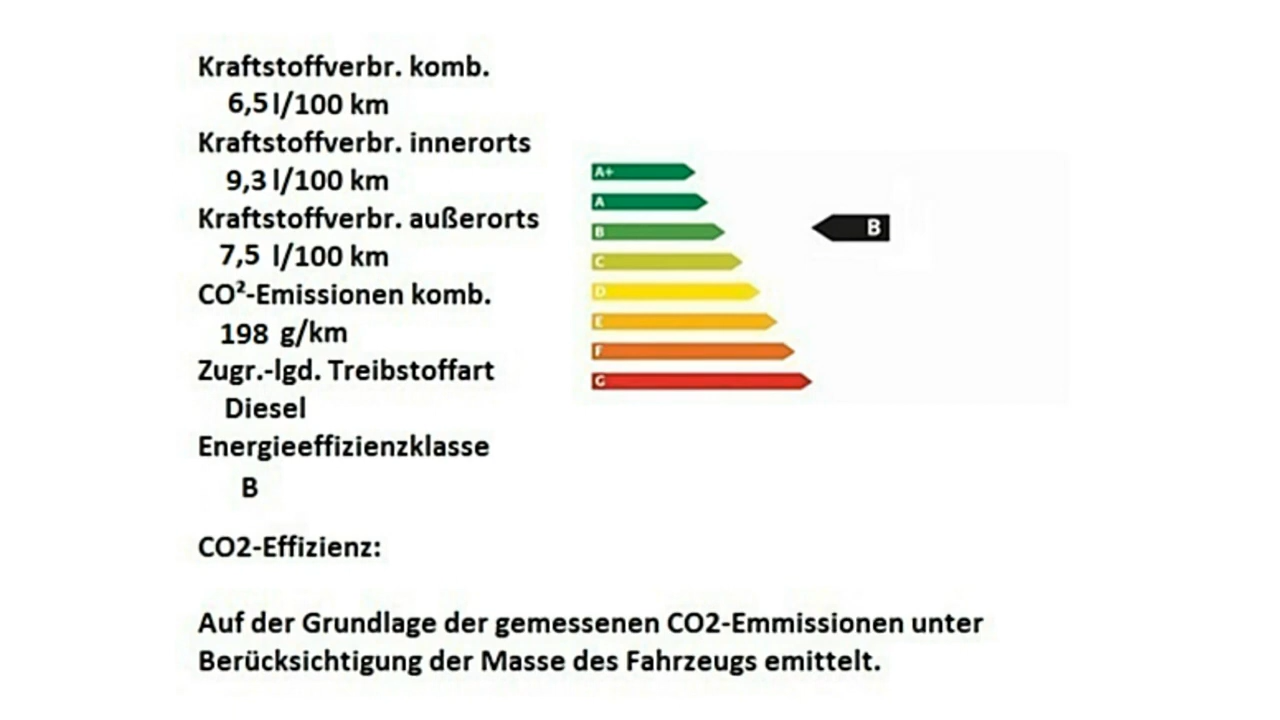 Kraftstoffverbr. komb.
6,5 l/100 km
Kraftstoffverbr. innerorts
9,3 l/100 km
Kraftstoffverbr. außerorts
7,5 l/100 km
CO²-Emissionen komb.
198 g/km
Zugr.-lgd. Treibstoffart
Diesel
Energieeffizienzklasse
B
A+
A
B
C
D
E
F
G
B
CO2-Effizienz:
Auf der Grundlage der gemessenen CO2-Emmissionen unter
Berücksichtigung der Masse des Fahrzeugs emittelt.